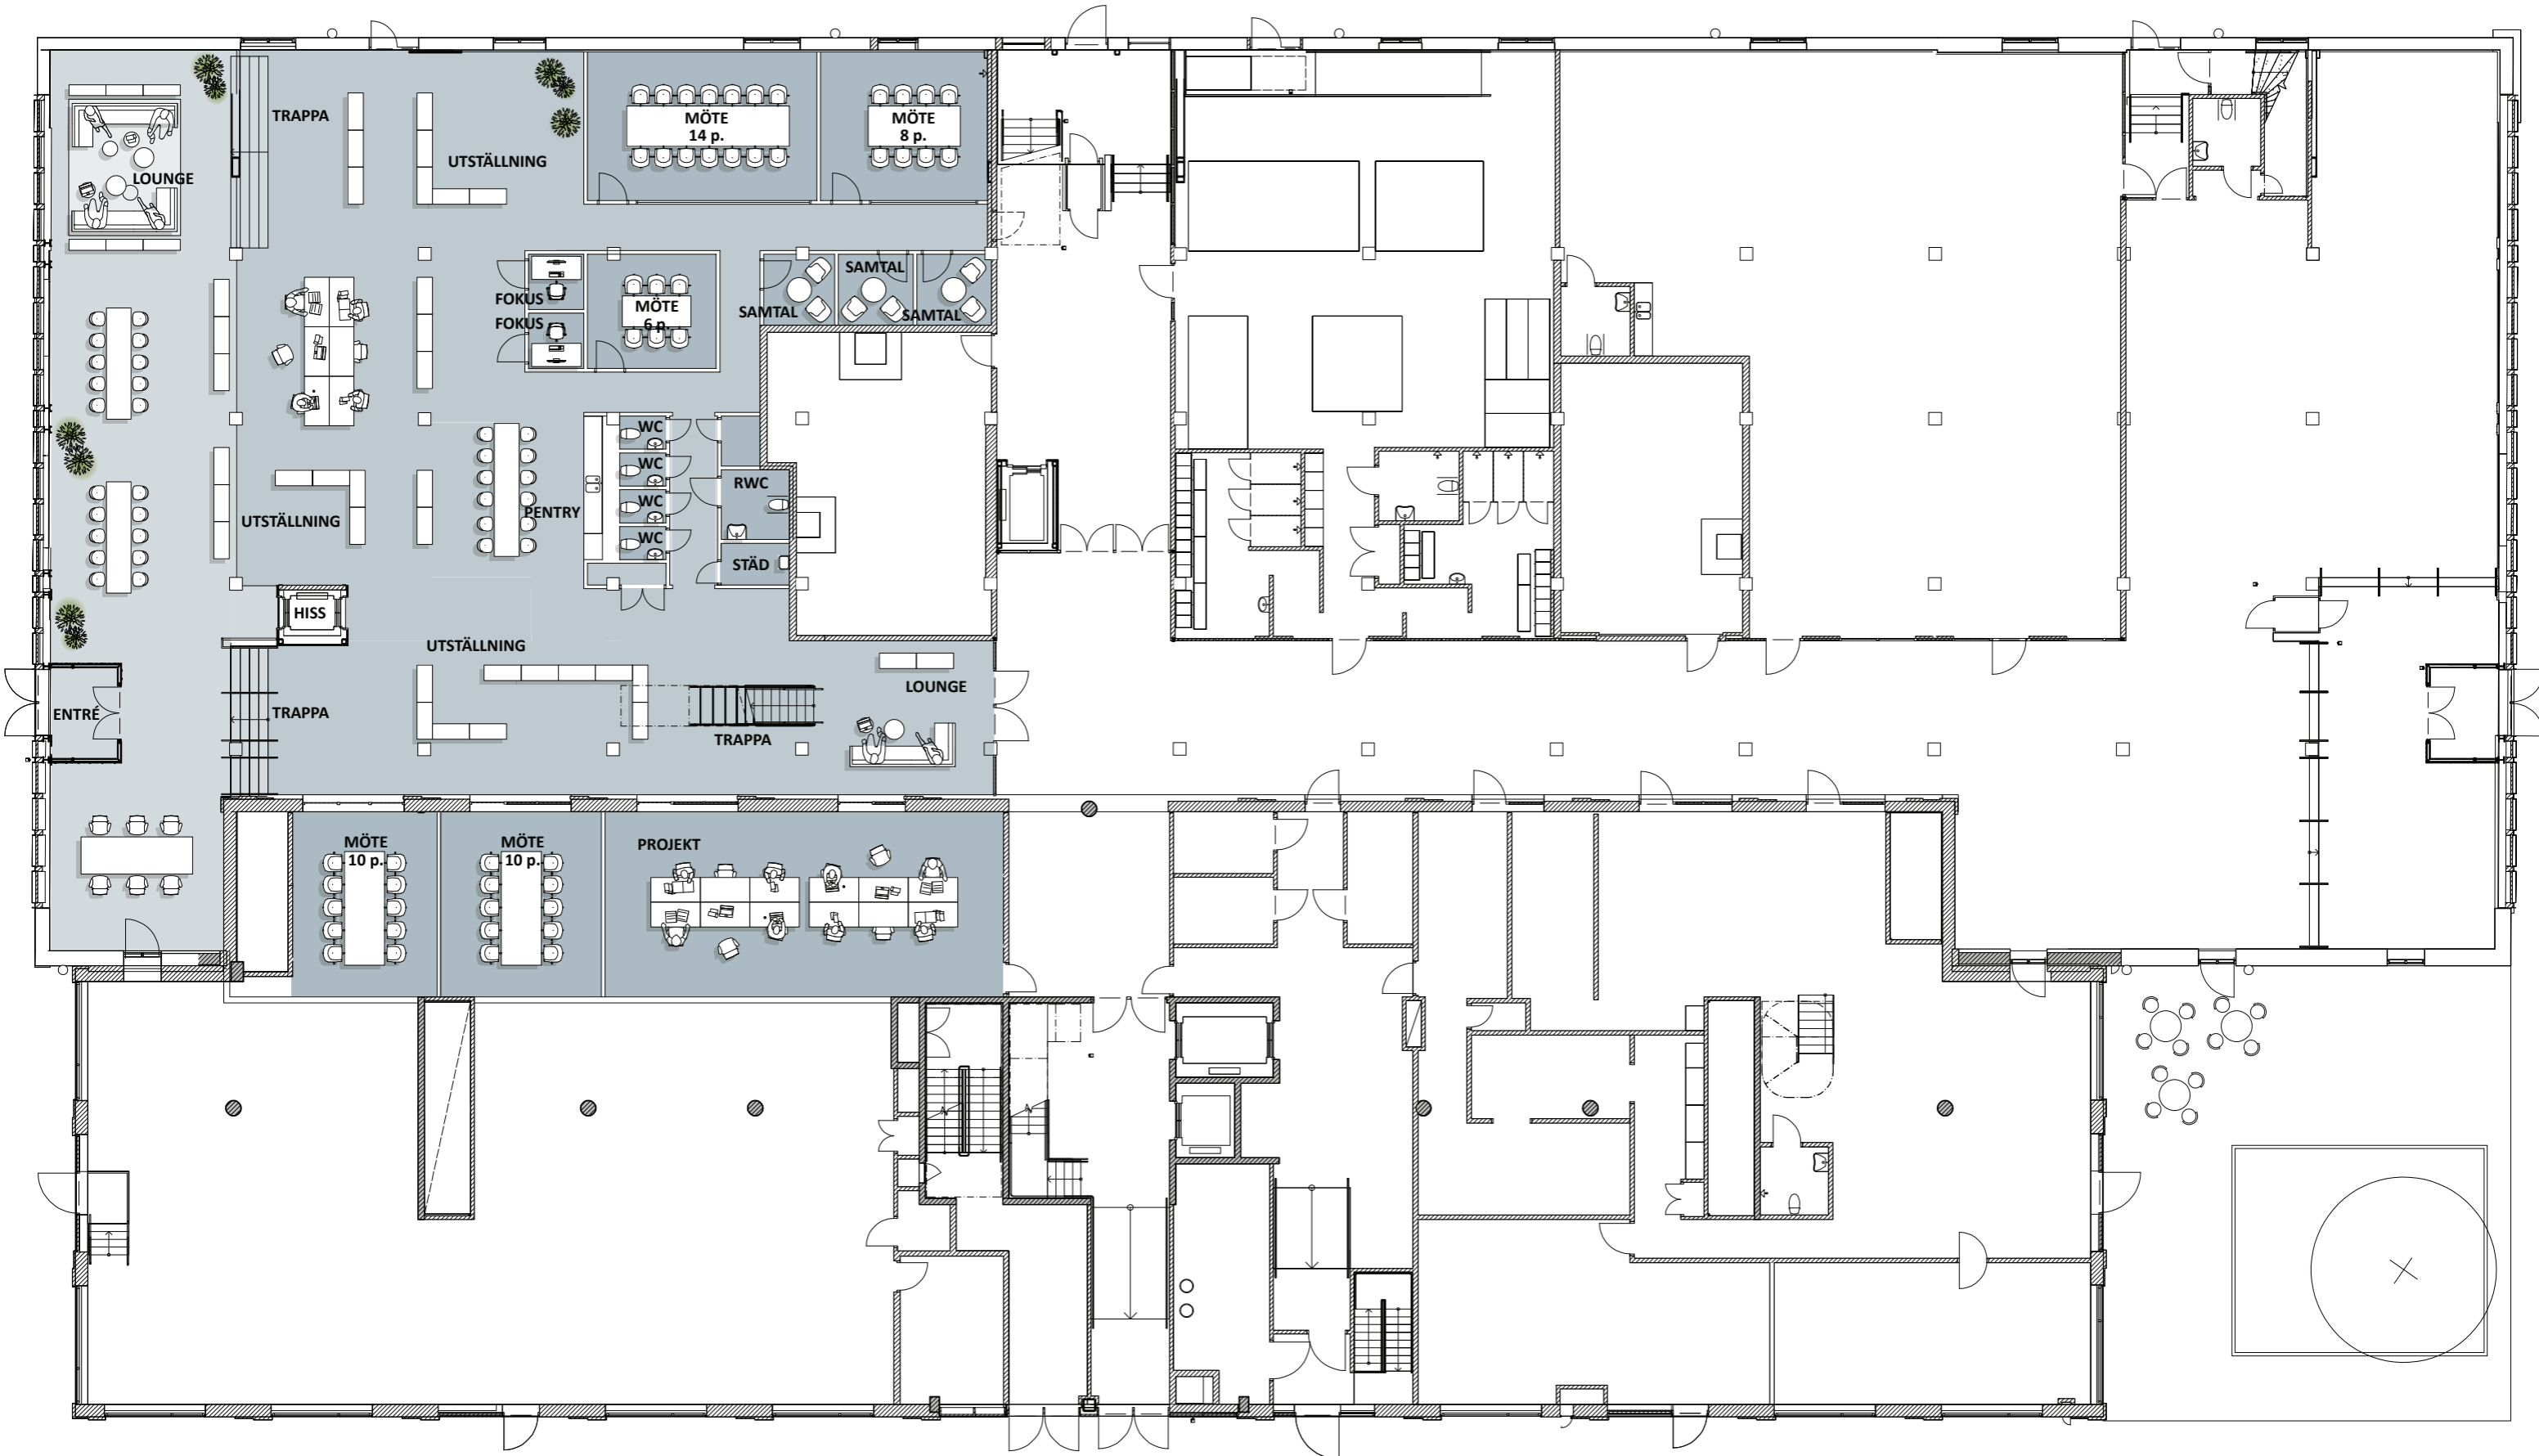 TRAPPA
MÖTE
14 p.
MÖTE
8 p.
UTSTÄLLNING
LOUNGE
SAMTAL
FOKUS
MÖTE
6 p.
SAMTAL
SAMTAL
FOKUS
WC
WC
RWC
WC
PENTRY
UTSTÄLLNING
WC
STÄD
HISS
UTSTÄLLNING
LOUNGE
ENTRÉ
TRAPPA
TRAPPA
MÖTE
10 p.
MÖTE
10 p.
PROJEKT